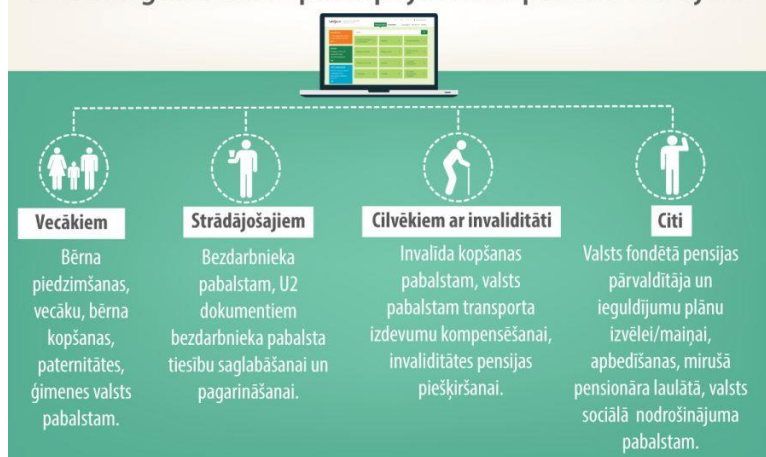 Vecākiem
Bērna
piedzimšanas,
vecāku, bērna
kopšanas,
paternitātes,
ģimenes valsts
pabalstam.
Strādājošajiem
Bezdarbnieka
pabalstam, U2
dokumentiem
bezdarbnieka pabalsta
tiesību saglabāšanai un
pagarināšanai.
Cilvēkiem ar invaliditāti
Invalīda kopšanas
pabalstam, valsts
pabalstam transporta
izdevumu kompensēšanai,
invaliditātes pensijas
piešķiršanai.
Citi
Valsts fondētā pensijas
pārvaldītāja un
ieguldījumu plānu
izvēlei/maiņai,
apbedīšanas, mirušā
pensionāra laulātā, valsts
sociālā nodrošinājuma
pabalstam.